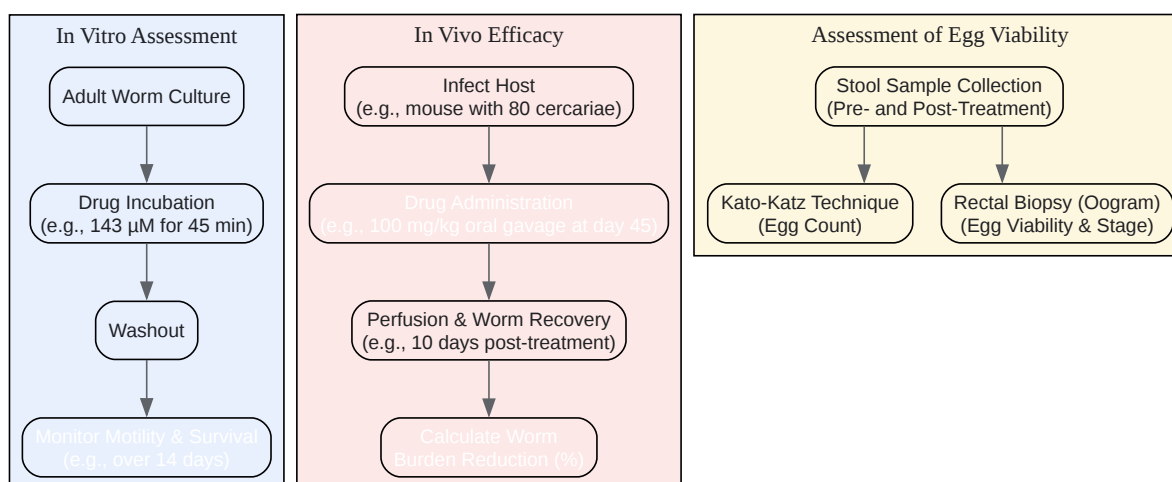 In Vitro Assessment
Adult Worm Culture
Drug Incubation
(e.g., 143 µM for 45 min)
Washout
Monitor Motility & Survival
(e.g., over 14 days)
In Vivo Efficacy
Infect Host
(e.g., mouse with 80 cercariae)
Drug Administration
(e.g., 100 mg/kg oral gavage at day 45)
Perfusion & Worm Recovery
(e.g., 10 days post-treatment)
Calculate Worm
Burden Reduction (%)
Assessment of Egg Viability
Stool Sample Collection
(Pre- and Post-Treatment)
Kato-Katz Technique
(Egg Count)
Rectal Biopsy (Oogram)
(Egg Viability & Stage)